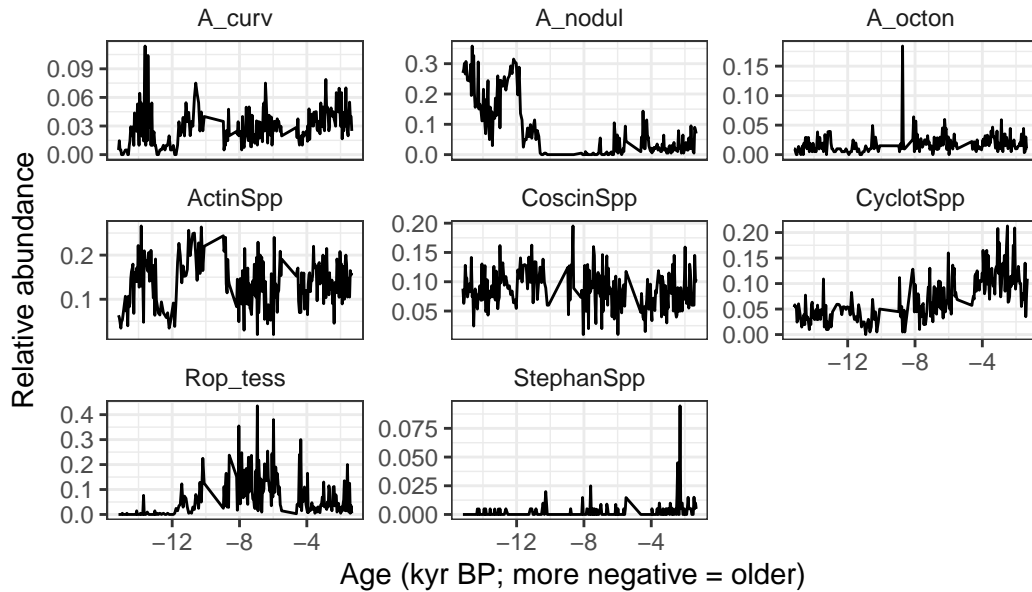 A_curv A_nodul A_octon
0.09 0.06 0.03 0.00
0.3 0.2 0.1 0.0
0.15 0.10 0.05 0.00
ActinSpp CoscinSpp CyclotSpp
0.2 0.1
0.20 0.15 0.10 0.05
0.20 0.15 0.10 0.05 0.00
−12 −8 −4
Rop_tess StephanSpp
0.4 0.3 0.2 0.1 0.0
0.075 0.050 0.025 0.000
−12 −8 −4 −12 −8 −4
Relative abundance
Age (kyr BP; more negative = older)